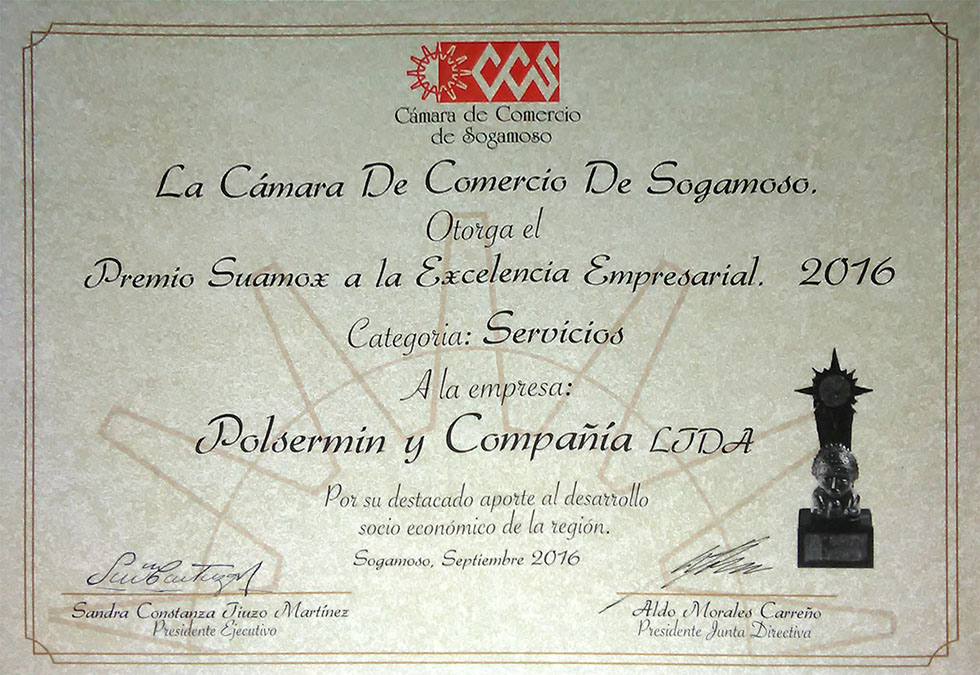 CCS
Cámara de Comercio
de Sogamoso
La Cámara De Comercio De Sogamoso.
Otorga el
Premio Suamox a la Excelencia Empresarial. 2016
Categoria: Servicios
A la empresa:
Polsermin y Compañía LTDA
Por su destacado aporte al desarrollo
socio económico de la región.
Sogamoso, Septiembre 2016
Sandra Constanza Tiuzo Martínez
Presidente Ejecutivo
Aldo Morales Carreño
Presidente Junta Directiva